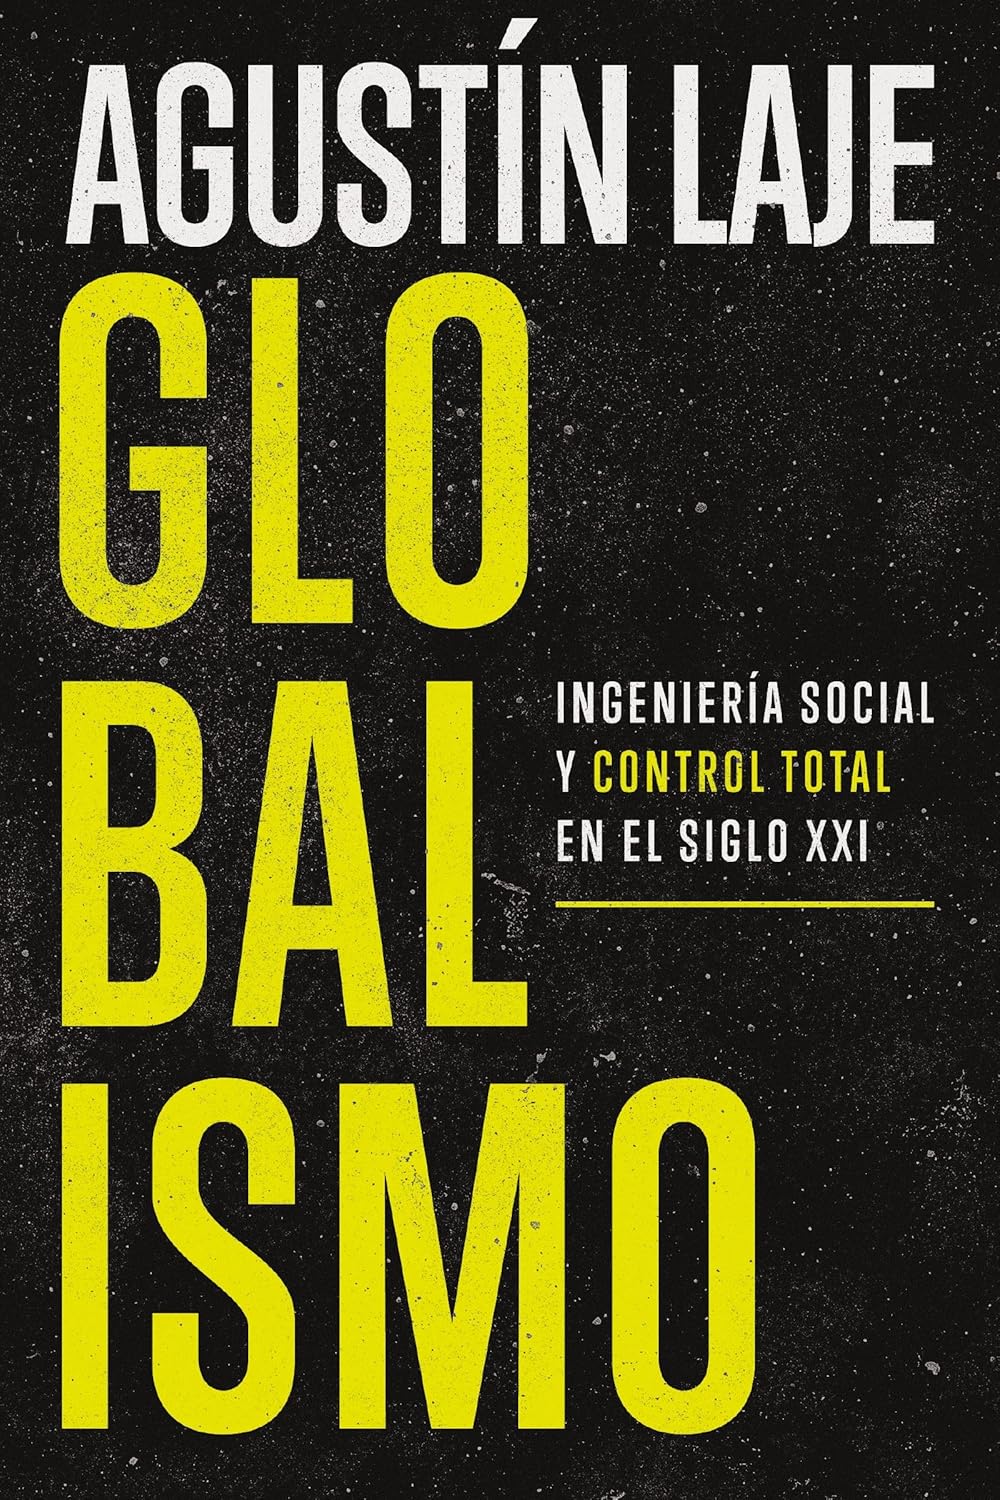 AGUSTÍN LAJE
GLO
BAL
ISMO
INGENIERÍA SOCIAL
Y CONTROL TOTAL
EN EL SIGLO XXI